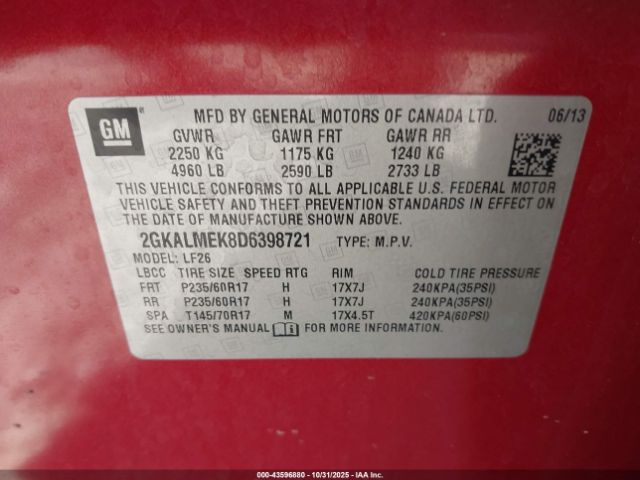 GM
MFD BY GENERAL MOTORS OF CANADA LTD. 06/13
GVWR GAWR FRT GAWR RR
2250 KG 1175 KG 1240 KG
4960 LB 2590 LB 2733 LB
THIS VEHICLE CONFORMS TO ALL APPLICABLE U.S. FEDERAL MOTOR
VEHICLE SAFETY AND THEFT PREVENTION STANDARDS IN EFFECT ON
THE DATE OF MANUFACTURE SHOWN ABOVE.
2GKALMEK8D6398721 TYPE: M.P.V.
MODEL: LF26
LBCC TIRE SIZE SPEED RTG RIM COLD TIRE PRESSURE
FRT P235/60R17 H 17X7J 240KPA(35PSI)
RR P235/60R17 H 17X7J 240KPA(35PSI)
SPA T145/70R17 M 17X4.5T 420KPA(60PSI)
SEE OWNER'S MANUAL i FOR MORE INFORMATION.
000-43596880 - 10/31/2025 - IAA Inc.